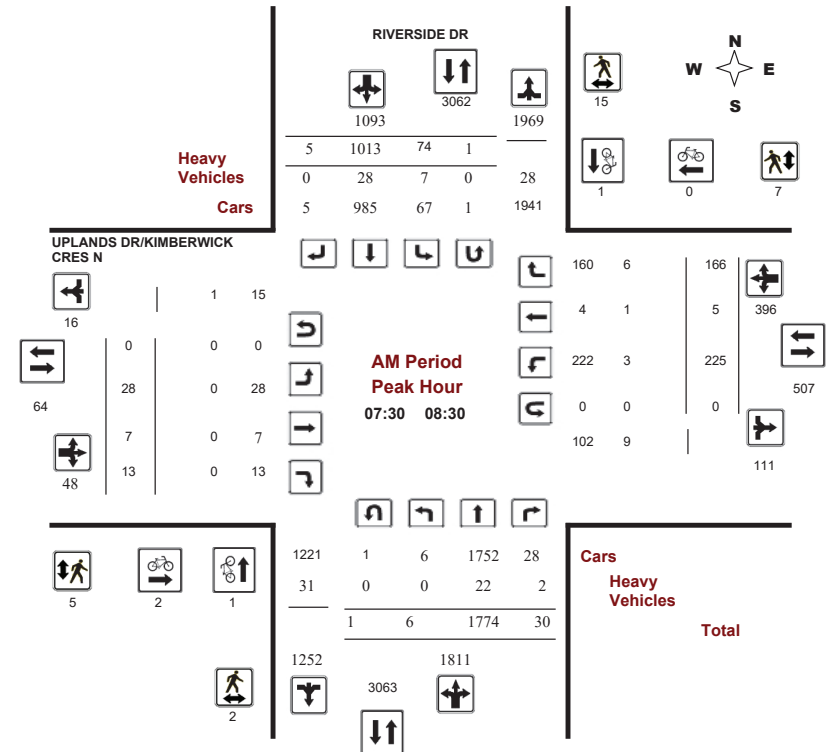 RIVERSIDE DR
N
W E
S
3062
15
1093 1969
5 1013 74 1
Heavy
Vehicles
0 28 7 0 28
1 0 7
Cars 5 985 67 1 1941
UPLANDS DR/KIMBERWICK
CRES N
160 6 166
1 15
16
4 1 5 396
0 0 0
AM Period
Peak Hour
07:30 08:30
222 3 225
64
28 0 28
507
0 0 0
7 0 7
102 9
48
13 0 13
111
1221 1 6 1752 28 Cars
31 0 0 22 2 Heavy
Vehicles
5 2 1
1 6 1774 30 Total
1252 1811
3063
2